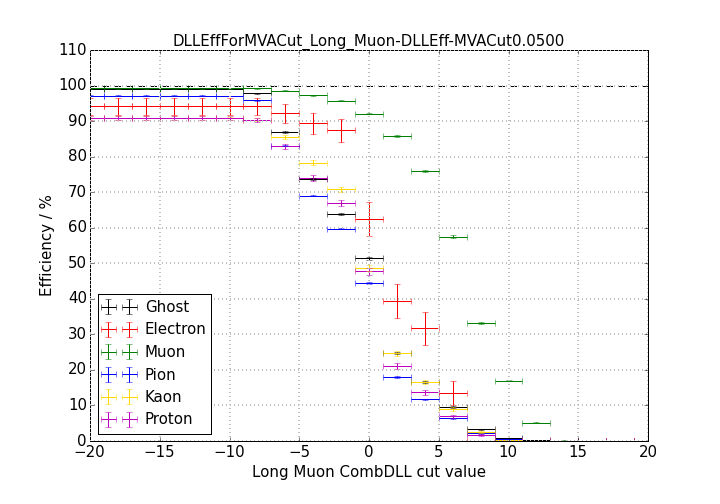 DLLEffForMVACut_Long_Muon-DLLEff-MVACut0.0500
110
100
90
80
70
60
50
40
30
20
10
0
Efficiency / %
Ghost
Electron
Muon
Pion
Kaon
Proton
−20 −15 −10 −5 0 5 10 15 20
Long Muon CombDLL cut value